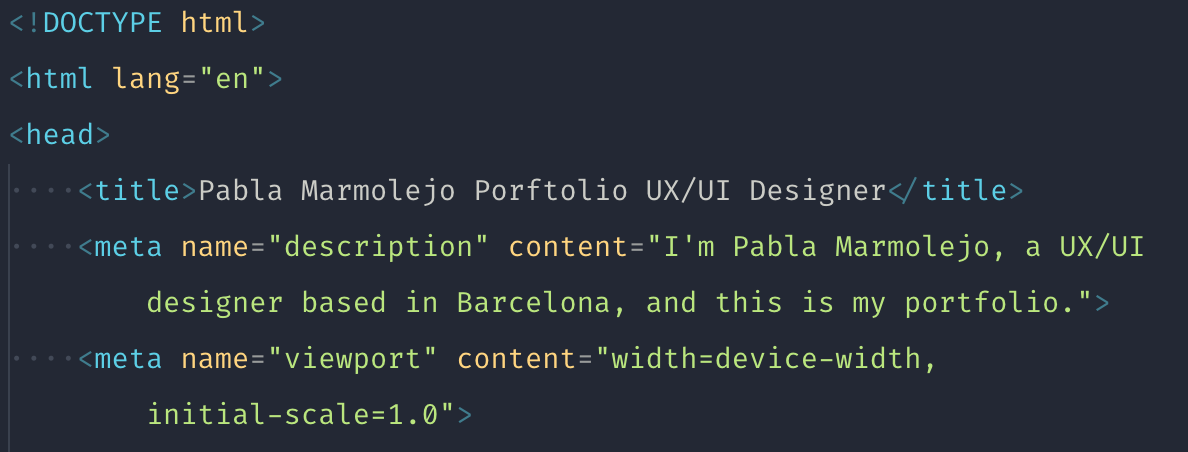 <!DOCTYPE html>
<html lang="en">
<head>
<title>Pabla Marmolejo Porftolio UX/UI Designer</title>
<meta name="description" content="I'm Pabla Marmolejo, a UX/UI
designer based in Barcelona, and this is my portfolio.">
<meta name="viewport" content="width=device-width,
initial-scale=1.0">